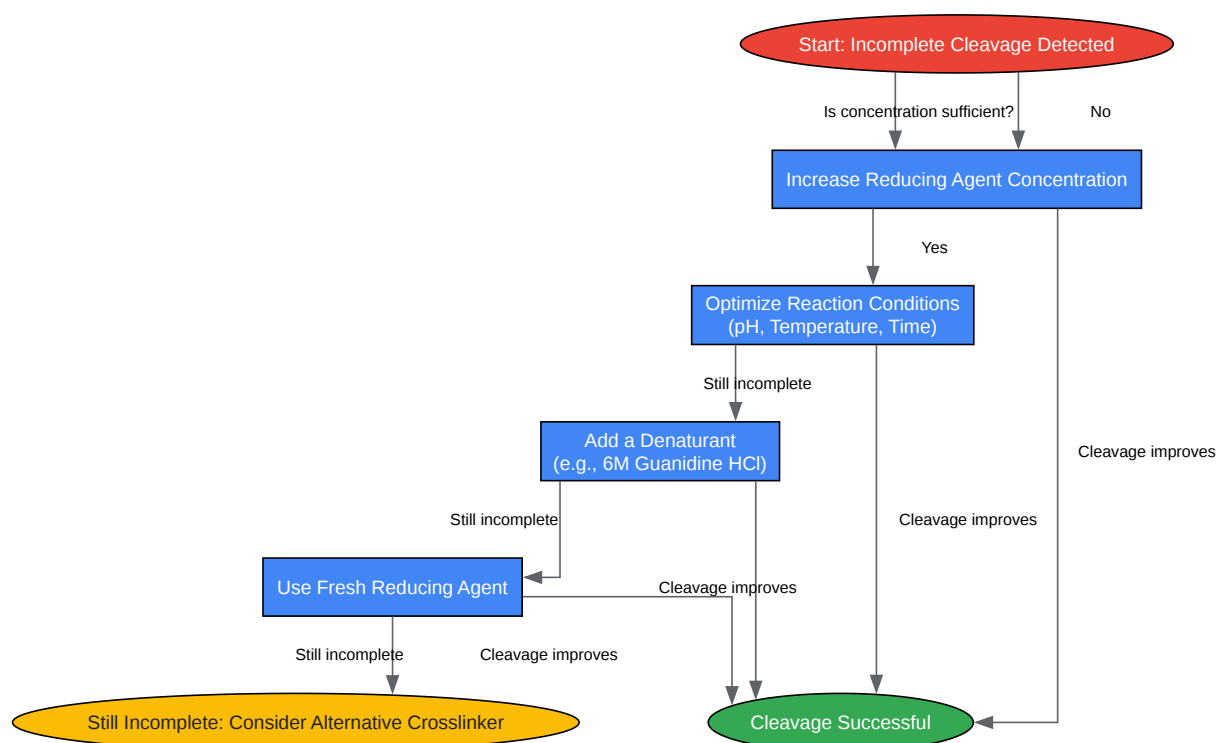 Start: Incomplete Cleavage Detected
Is concentration sufficient?
No
Increase Reducing Agent Concentration
Yes
Optimize Reaction Conditions
(pH, Temperature, Time)
Still incomplete
Add a Denaturant
(e.g., 6M Guanidine HCl)
Cleavage improves
Still incomplete
Cleavage improves
Use Fresh Reducing Agent
Cleavage improves
Still incomplete
Cleavage improves
Still Incomplete: Consider Alternative Crosslinker
Cleavage Successful